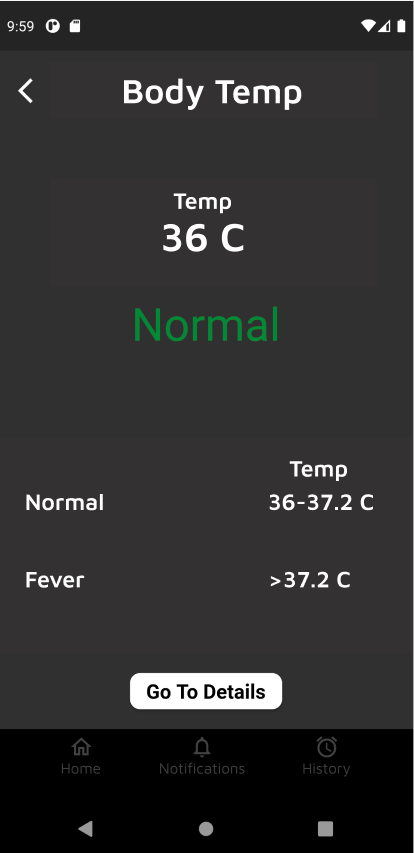 9:59
Body Temp
Temp
36 C
Normal
Temp
Normal 36-37.2 C
Fever >37.2 C
Go To Details
Home Notifications History